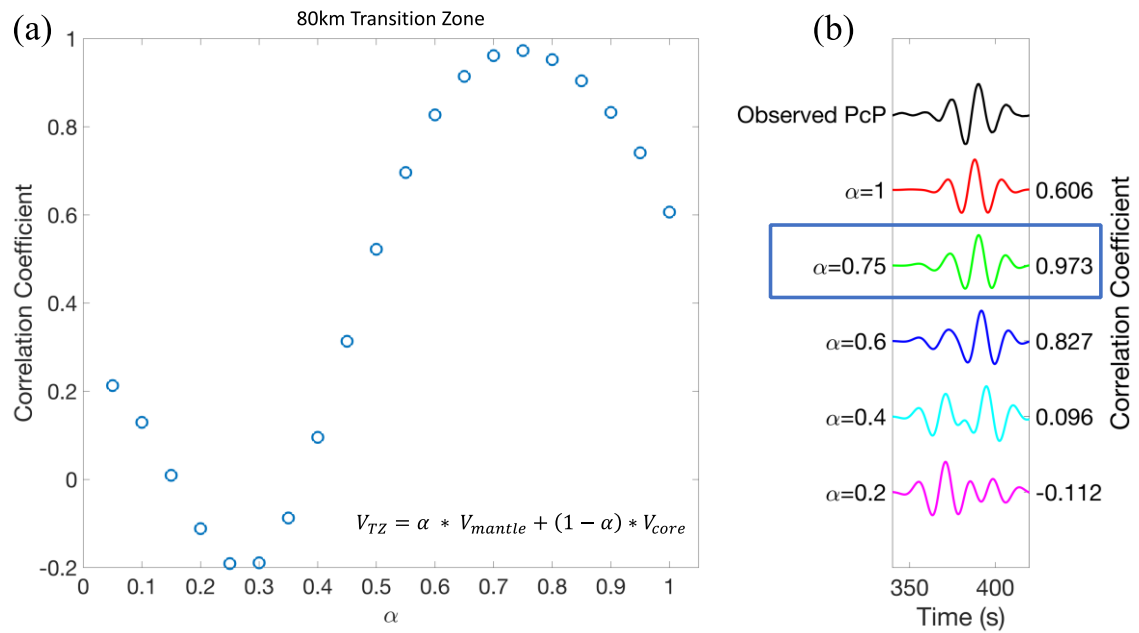 (a)
80km Transition Zone
Correlation Coefficient
1
0.8
0.6
0.4
0.2
0
-0.2
0 0.1 0.2 0.3 0.4 0.5 0.6 0.7 0.8 0.9 1
α
V_TZ = α * V_mantle + (1 − α) * V_core
(b)
Observed PcP
α=1 0.606
α=0.75 0.973
α=0.6 0.827
α=0.4 0.096
α=0.2 -0.112
Correlation Coefficient
350 400
Time (s)